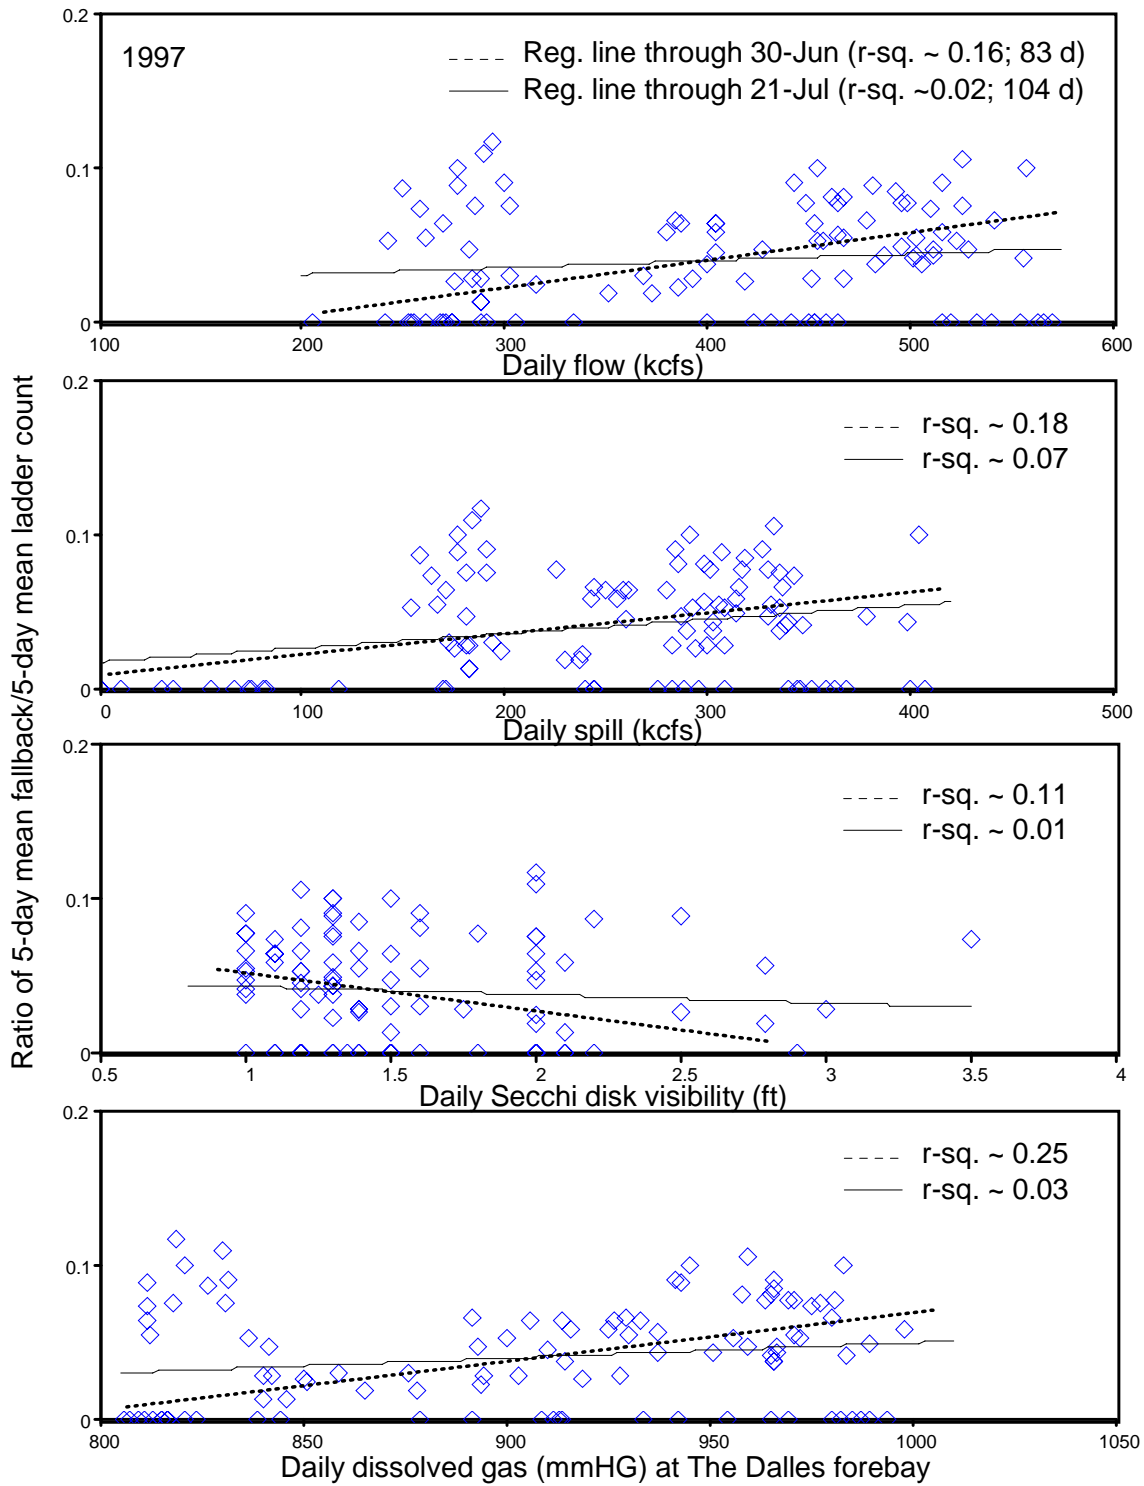 0.2
1997
Reg. line through 30-Jun (r-sq. ~ 0.16; 83 d)
Reg. line through 21-Jul (r-sq. ~0.02; 104 d)
0.1
0
100 200 300 400 500 600
Daily flow (kcfs)
Ratio of 5-day mean fallback/5-day mean ladder count
0.2
r-sq. ~ 0.18
r-sq. ~ 0.07
0.1
0
0 100 200 300 400 500
Daily spill (kcfs)
0.2
r-sq. ~ 0.11
r-sq. ~ 0.01
0.1
0
0.5 1 1.5 2 2.5 3 3.5 4
Daily Secchi disk visibility (ft)
0.2
r-sq. ~ 0.25
r-sq. ~ 0.03
0.1
0
800 850 900 950 1000 1050
Daily dissolved gas (mmHG) at The Dalles forebay